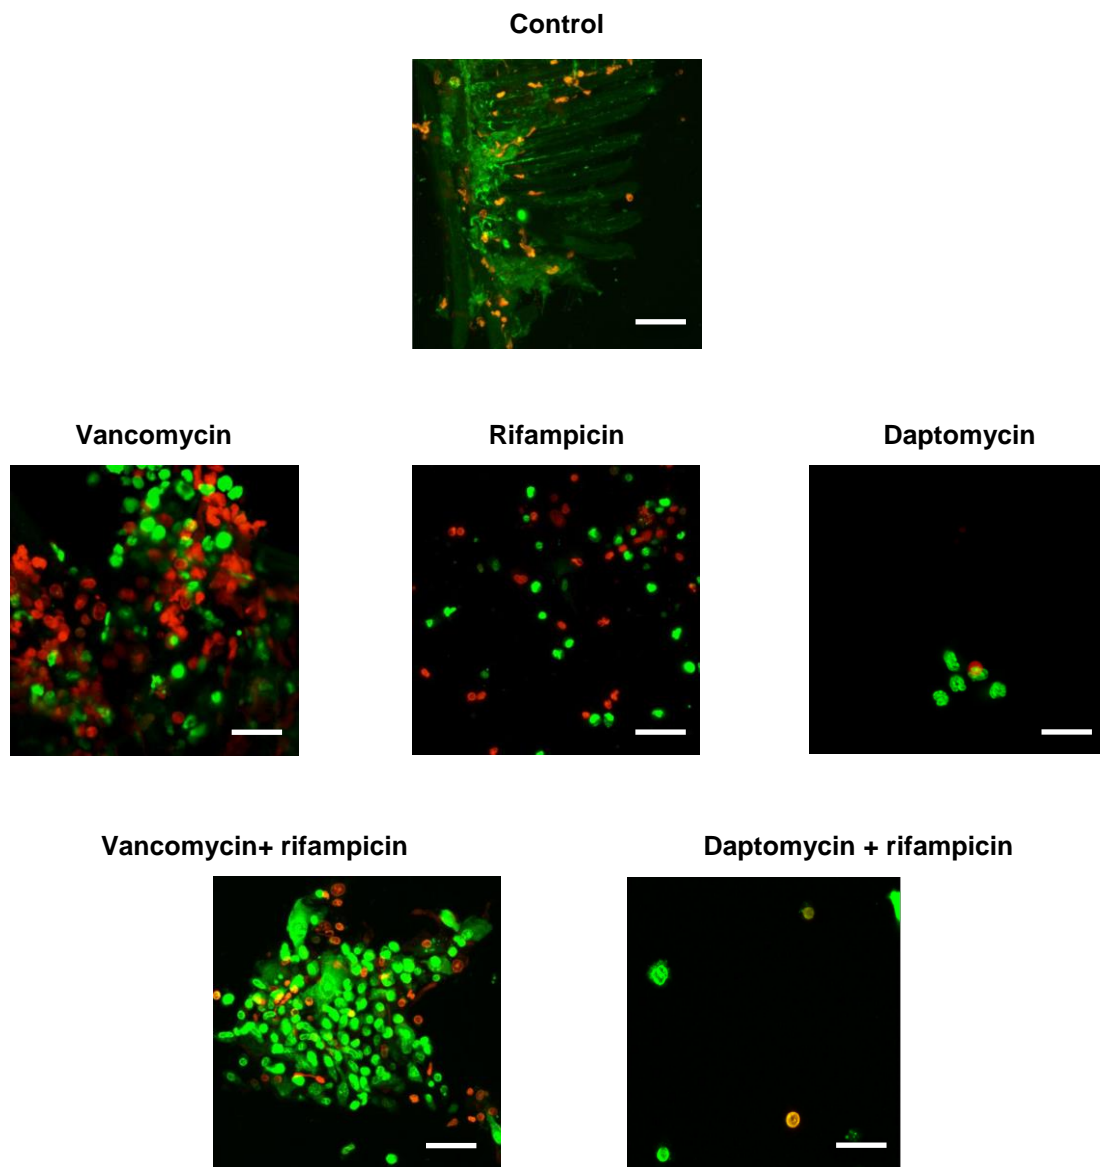 Control
Vancomycin
Rifampicin
Daptomycin
Vancomycin+ rifampicin
Daptomycin + rifampicin